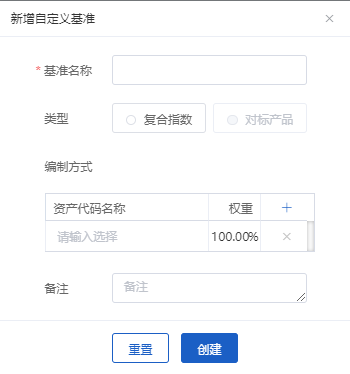 新增自定义基准 ×
* 基准名称
类型 复合指数 对标产品
编制方式
资产代码名称 权重 +
请输入选择 100.00% ×
备注 备注
重置 创建